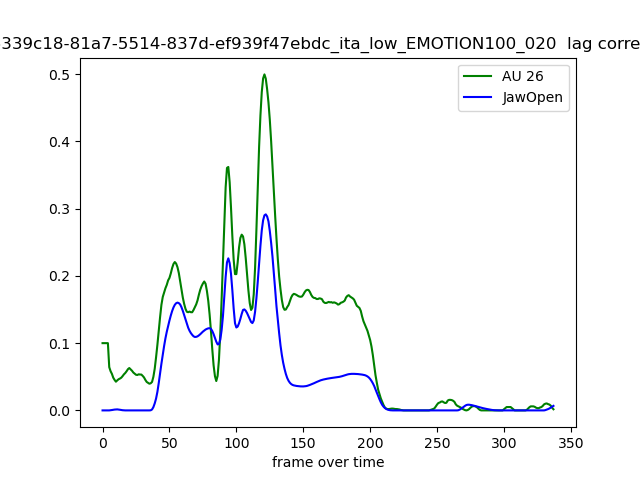 339c18-81a7-5514-837d-ef939f47ebdc_ita_low_EMOTION100_020 lag corre
AU 26
JawOpen
0.5
0.4
0.3
0.2
0.1
0.0
0 50 100 150 200 250 300 350
frame over time